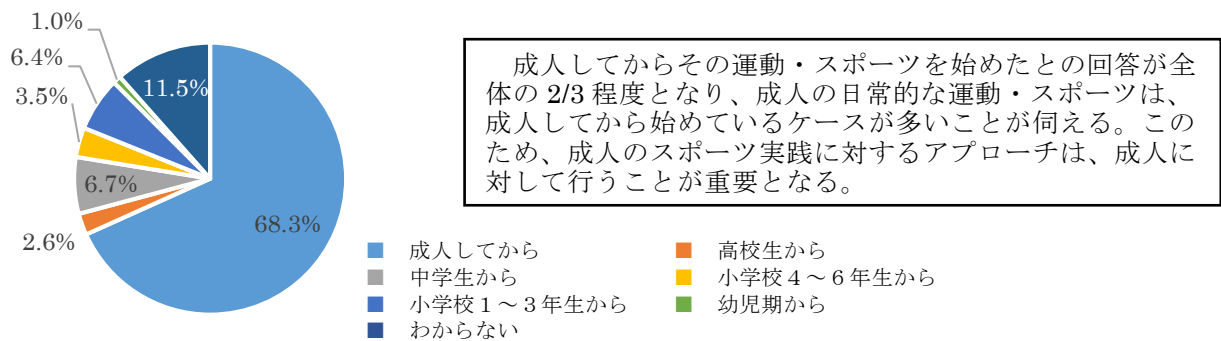 1.0%
6.4%
3.5%
11.5%
6.7%
2.6%
68.3%
成人してからその運動・スポーツを始めたとの回答が全
体の 2/3 程度となり、成人の日常的な運動・スポーツは、
成人してから始めているケースが多いことが伺える。この
ため、成人のスポーツ実践に対するアプローチは、成人に
対して行うことが重要となる。
成人してから
高校生から
中学生から
小学校４～６年生から
小学校１～３年生から
幼児期から
わからない